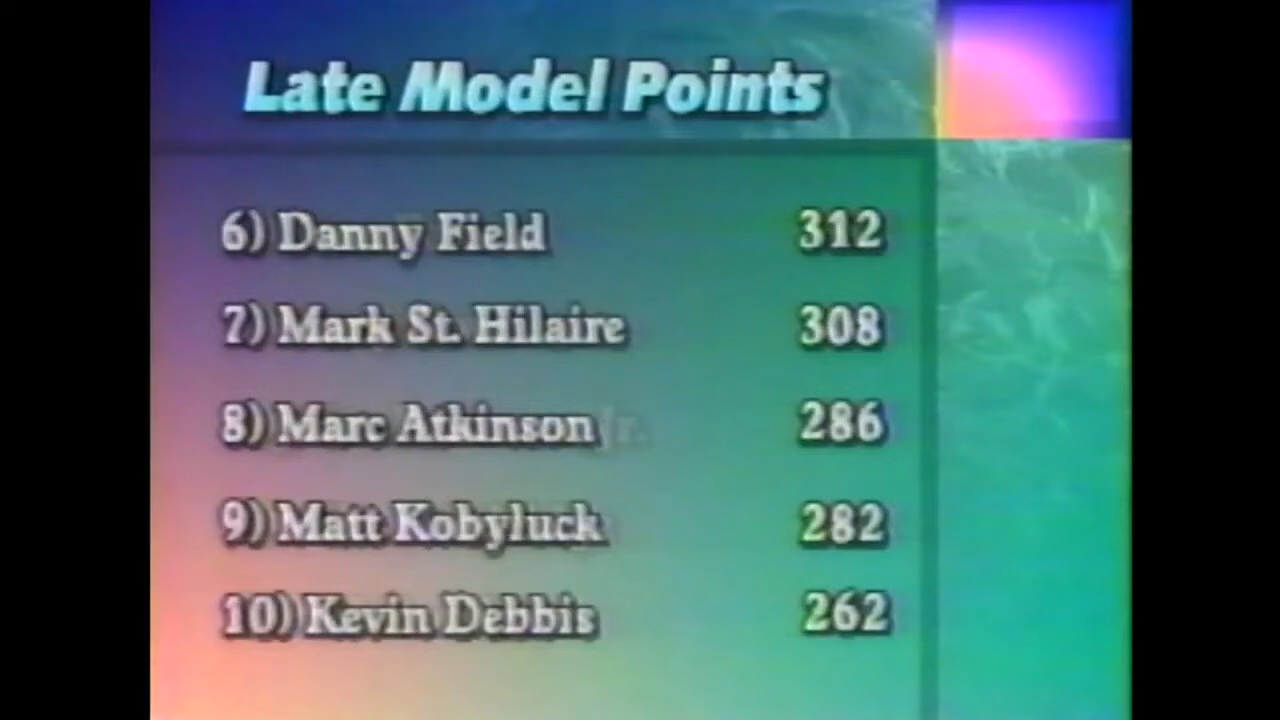 Late Model Points
6) Danny Field 312
7) Mark St. Hilaire 308
8) Marc Atkinson 286
9) Matt Kobyluck 282
10) Kevin Debbis 262